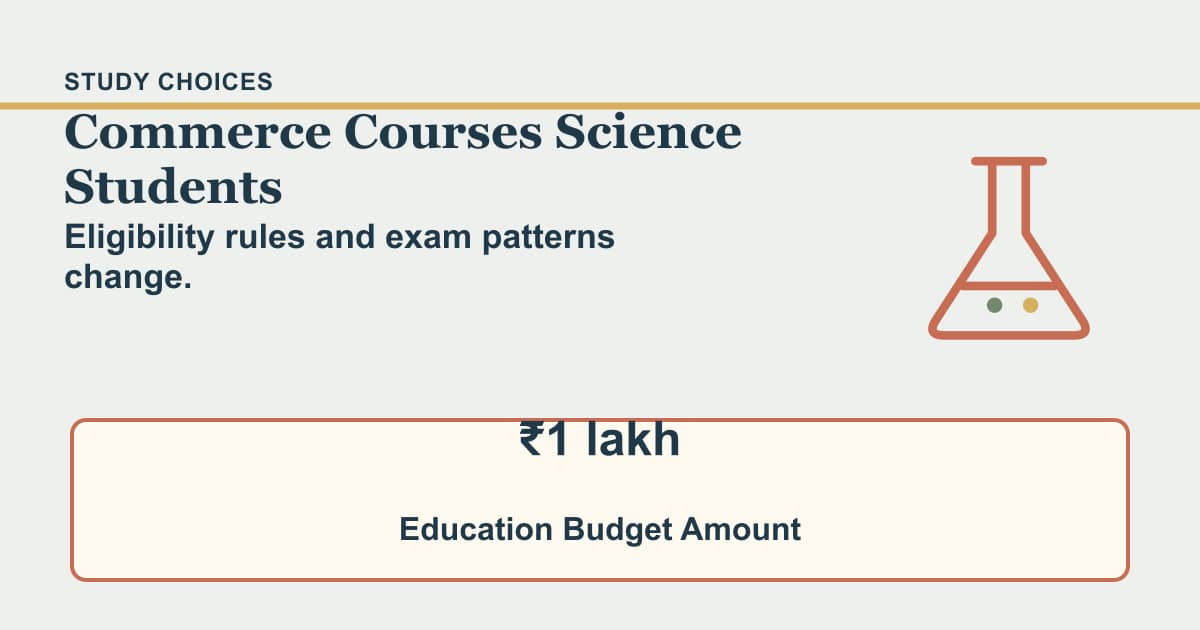 STUDY CHOICES
Commerce Courses Science
Students
Eligibility rules and exam patterns
change.
₹1 lakh
Education Budget Amount